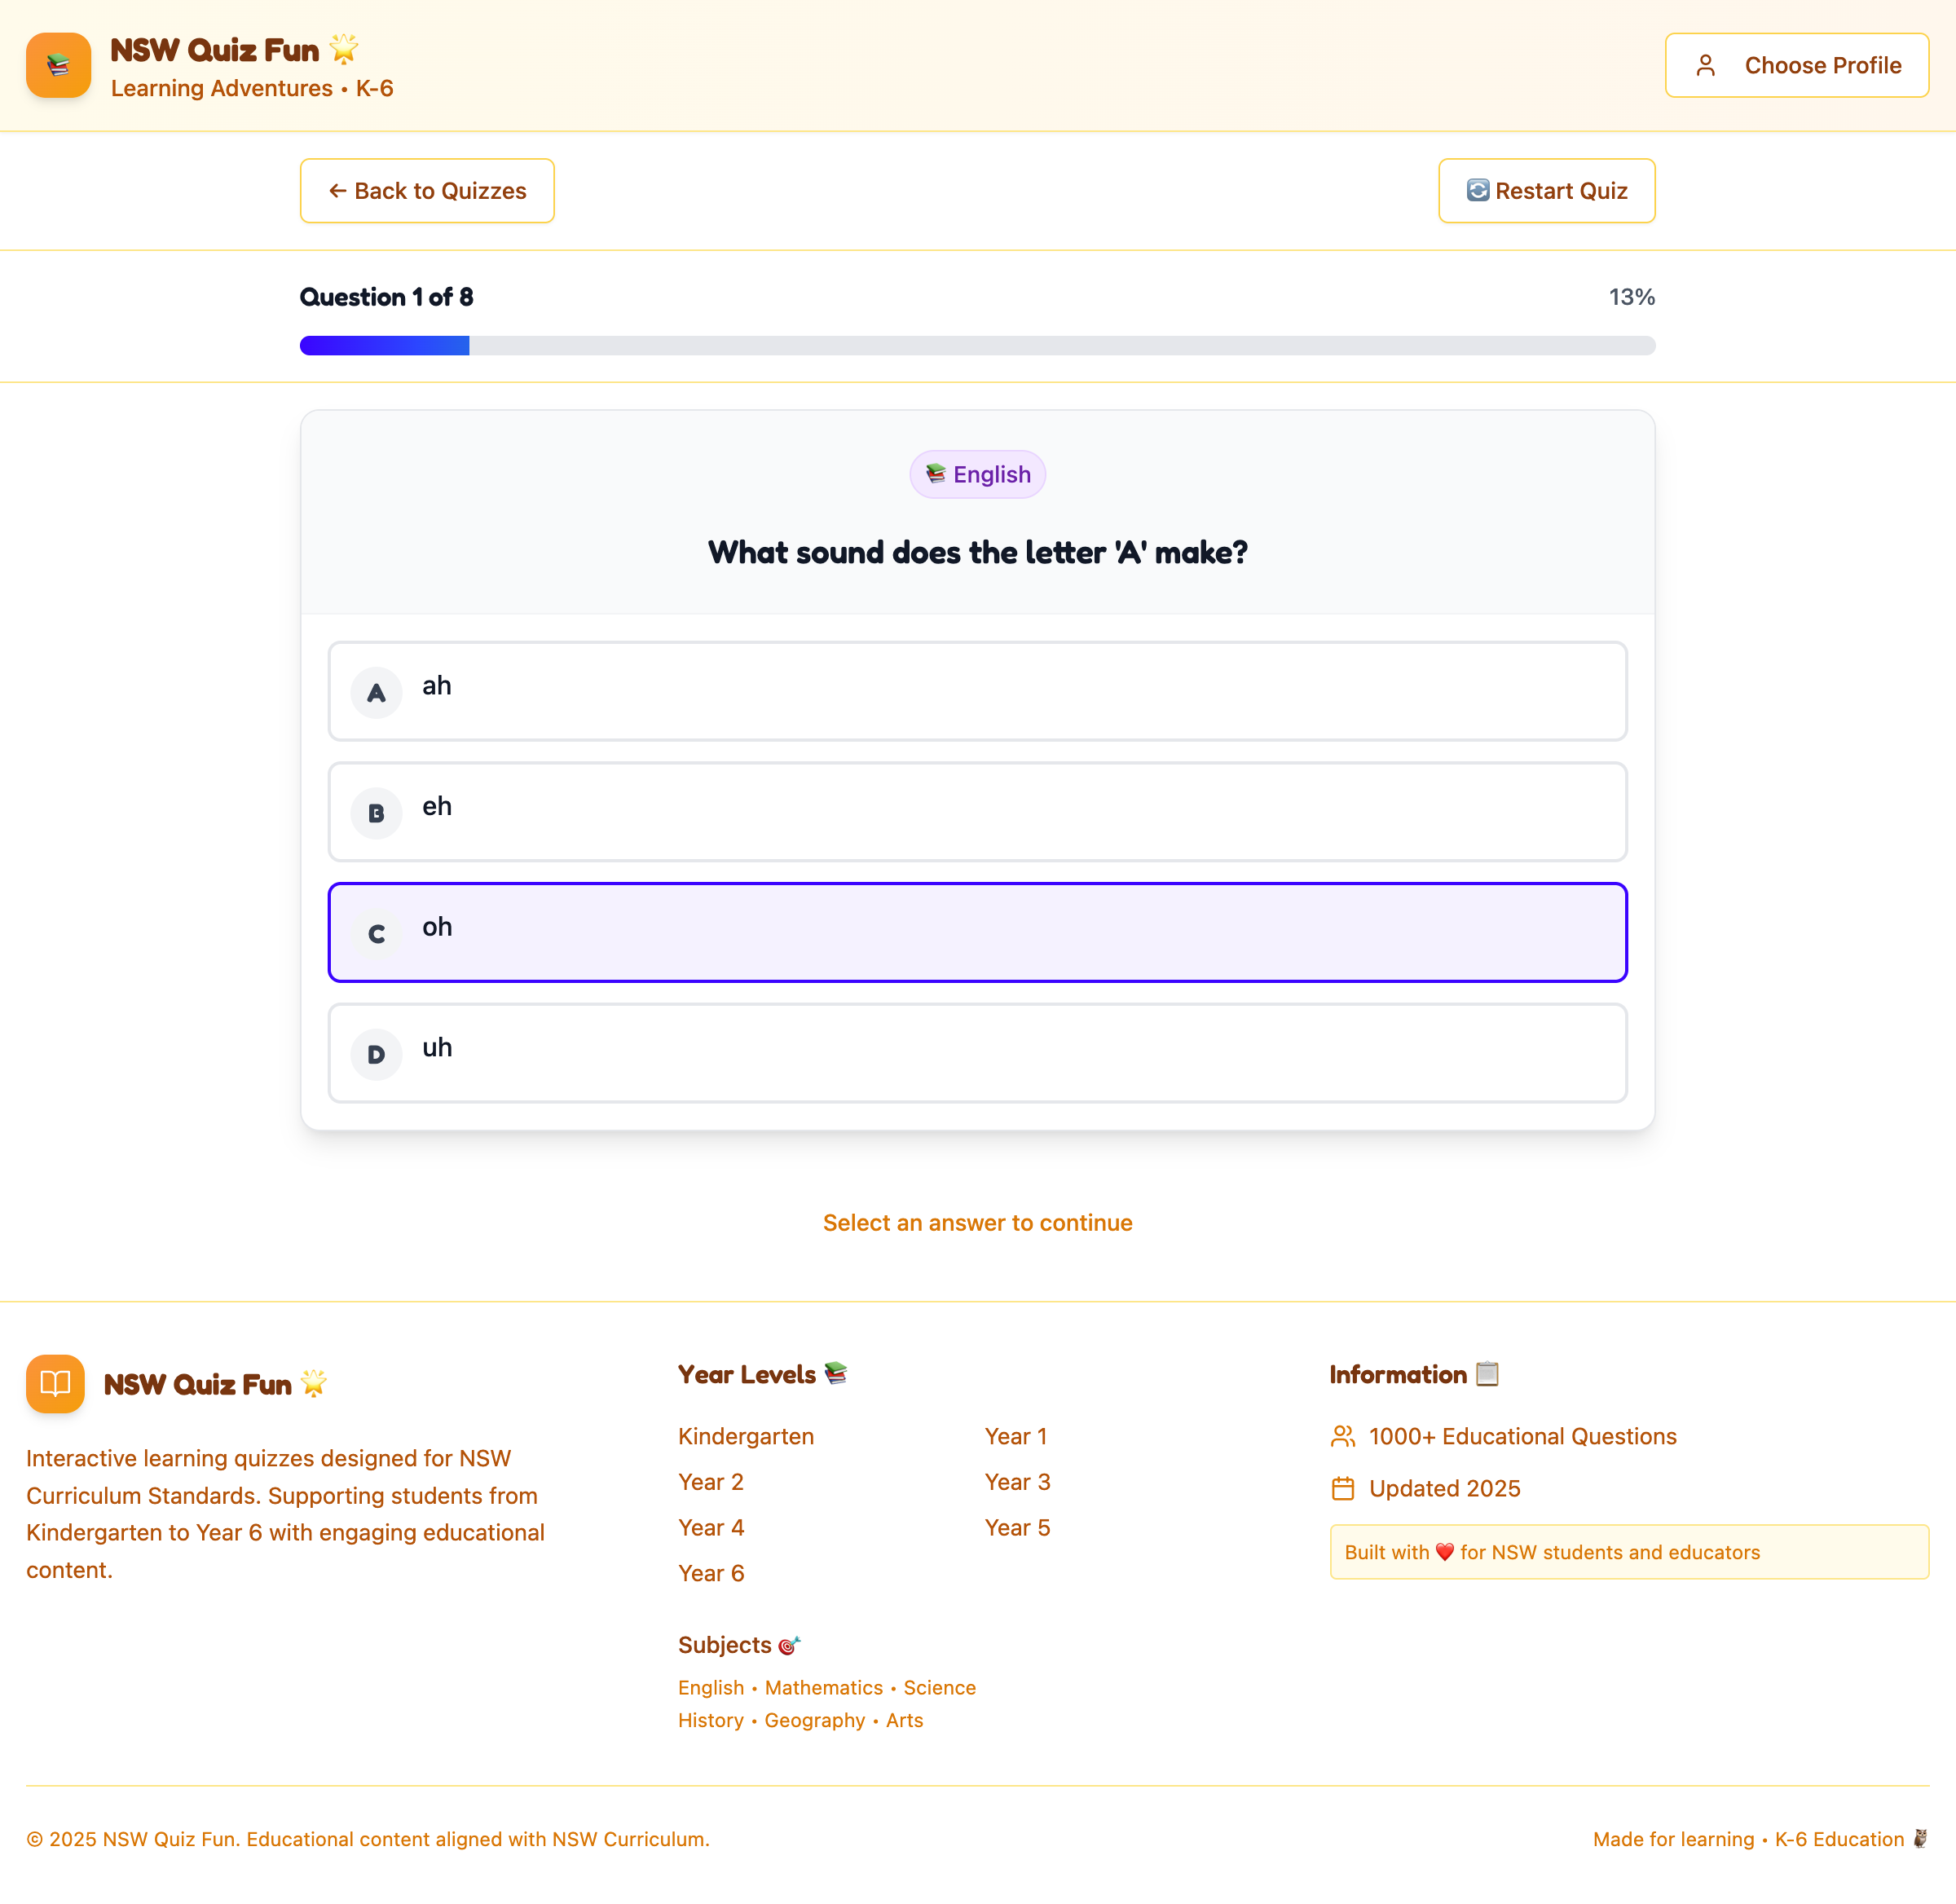 NSW Quiz Fun 🌟
Learning Adventures • K-6
Choose Profile
← Back to Quizzes
🔄 Restart Quiz
Question 1 of 8
13%
📚 English
What sound does the letter 'A' make?
A ah
B eh
C oh
D uh
Select an answer to continue
NSW Quiz Fun 🌟
Interactive learning quizzes designed for NSW
Curriculum Standards. Supporting students from
Kindergarten to Year 6 with engaging educational
content.
Year Levels 📚
Kindergarten
Year 1
Year 2
Year 3
Year 4
Year 5
Year 6
Subjects 🎯
English • Mathematics • Science
History • Geography • Arts
Information 📋
1000+ Educational Questions
Updated 2025
Built with ❤️ for NSW students and educators
© 2025 NSW Quiz Fun. Educational content aligned with NSW Curriculum.
Made for learning • K-6 Education 🦉